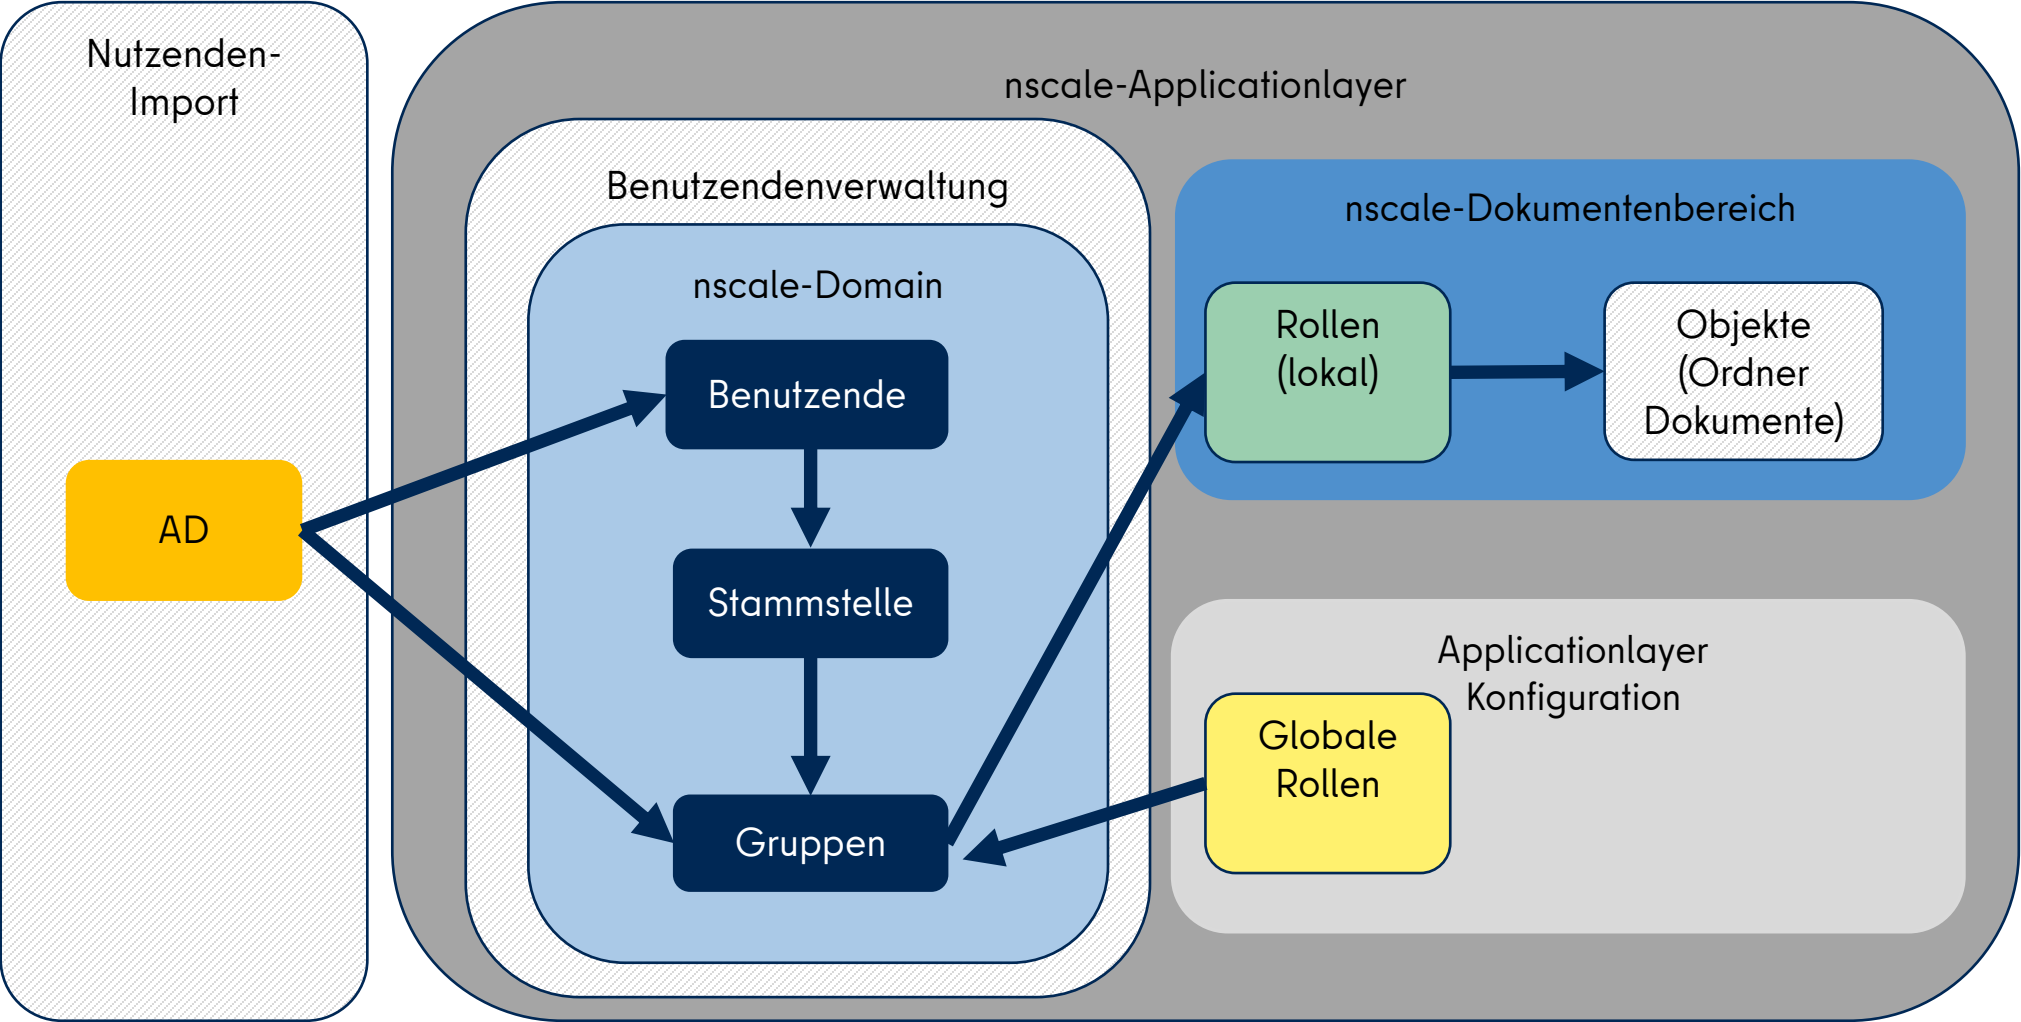 Nutzenden-
Import
AD
nscale-Applicationlayer
Benutzendenverwaltung
nscale-Domain
Benutzende
Stammstelle
Gruppen
nscale-Dokumentenbereich
Rollen
(lokal)
Objekte
(Ordner
Dokumente)
Applicationlayer
Konfiguration
Globale
Rollen